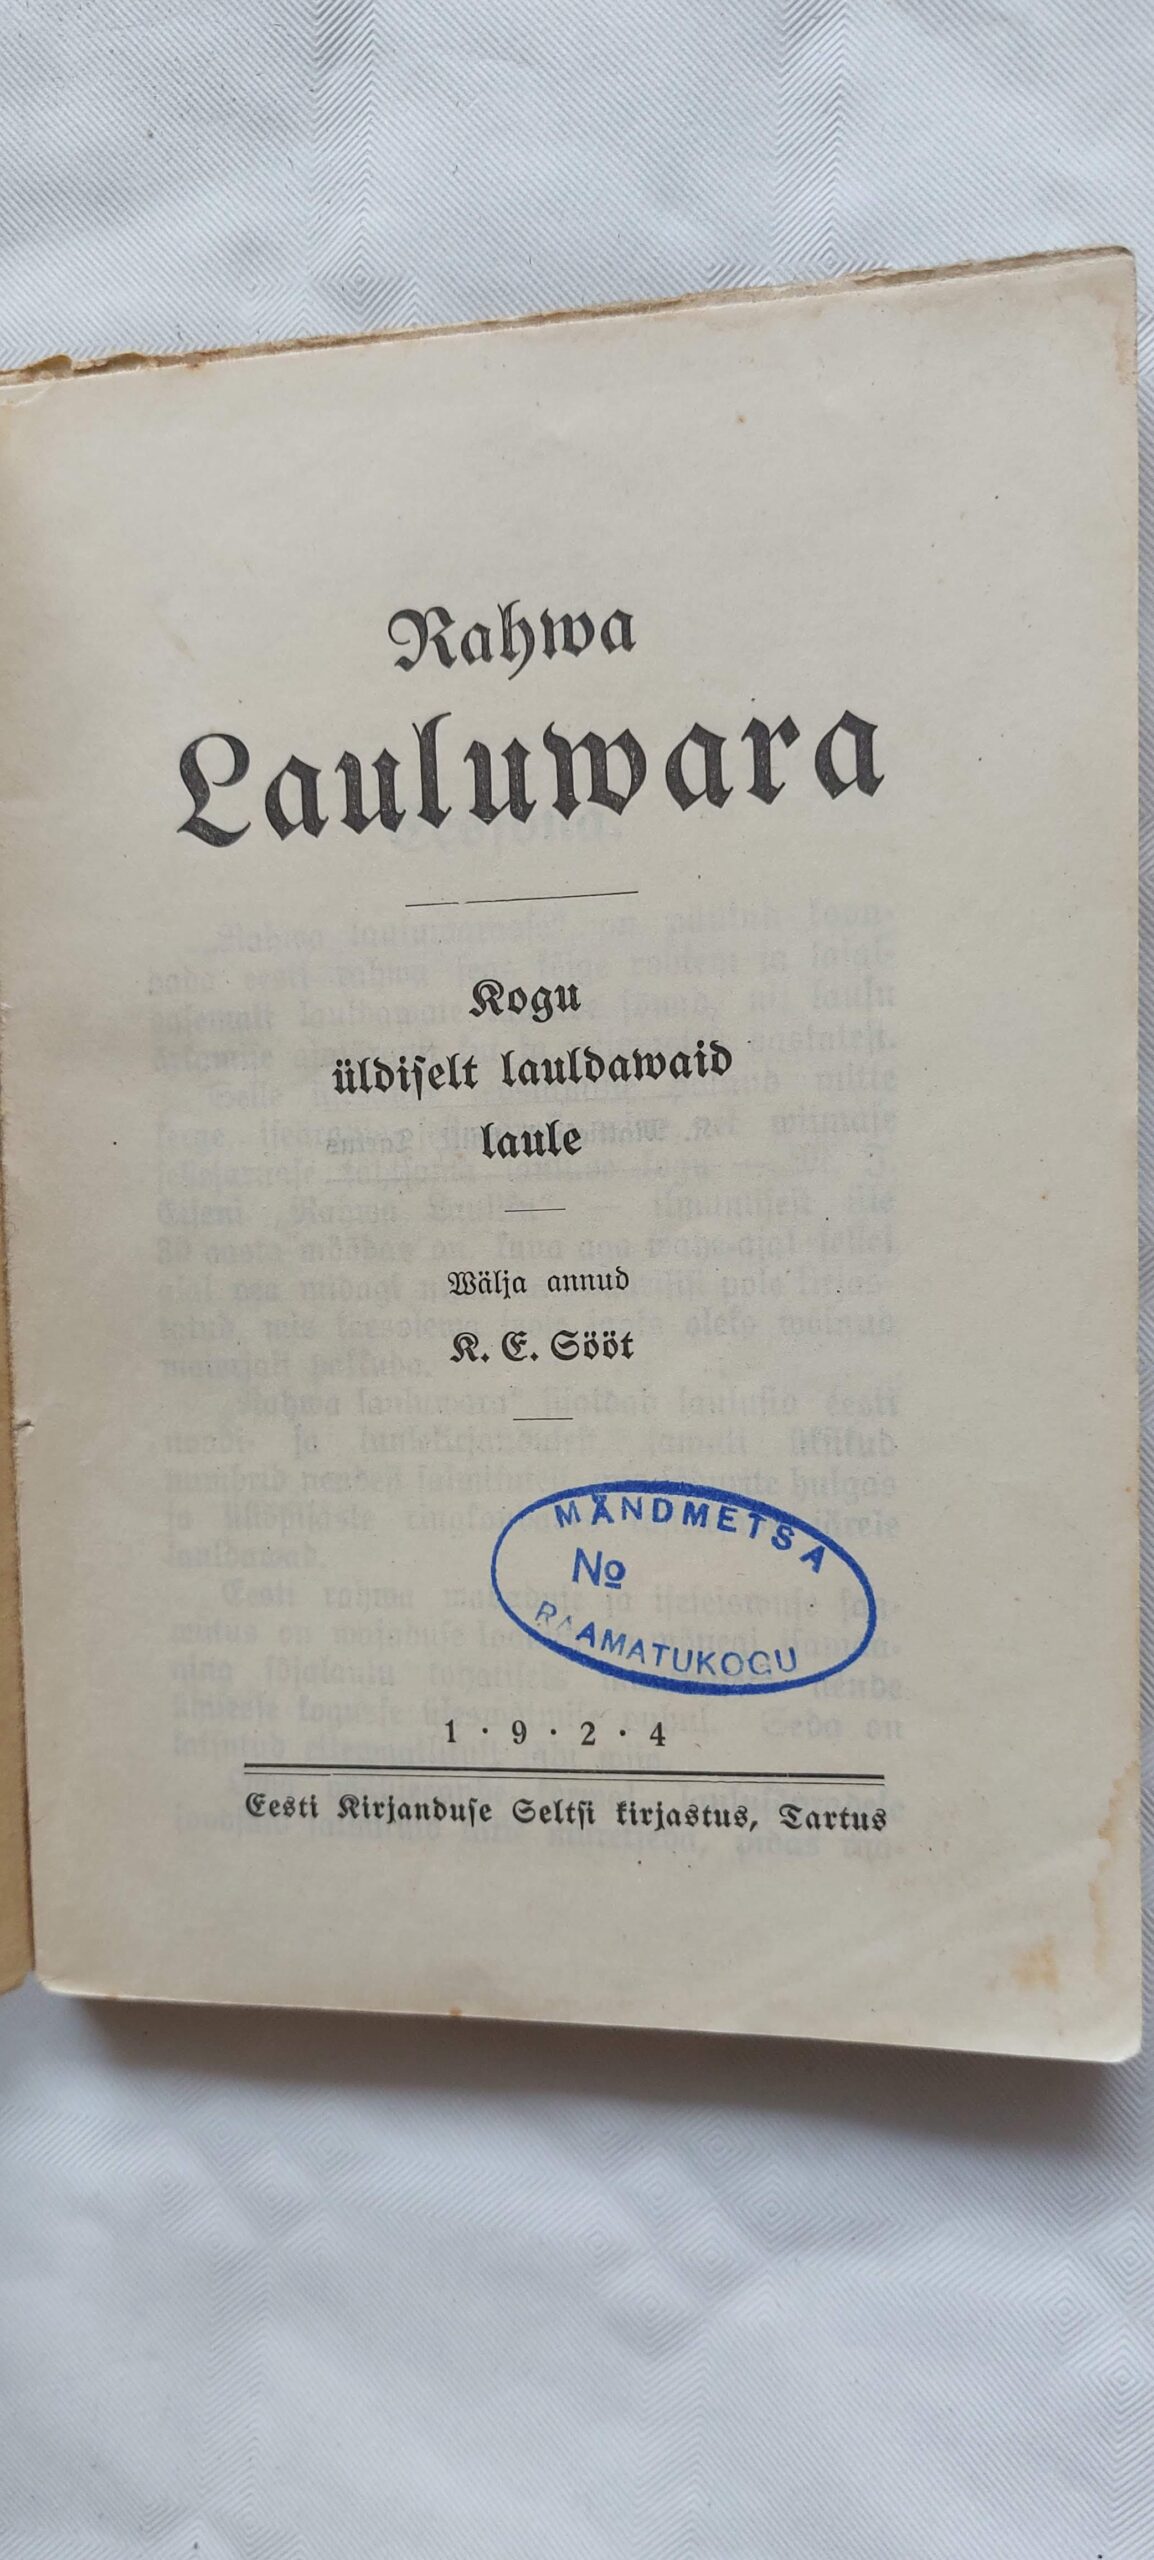 Rahwa
Lauluwara
Kogu
üldiselt lauldawaid
laule
Wälja annud
K. E. Sööt
MÄNDMETSA
No
RAAMATUKOGU
1 · 9 · 2 · 4
Eesti Kirjanduse Seltsi kirjastus, Tartus